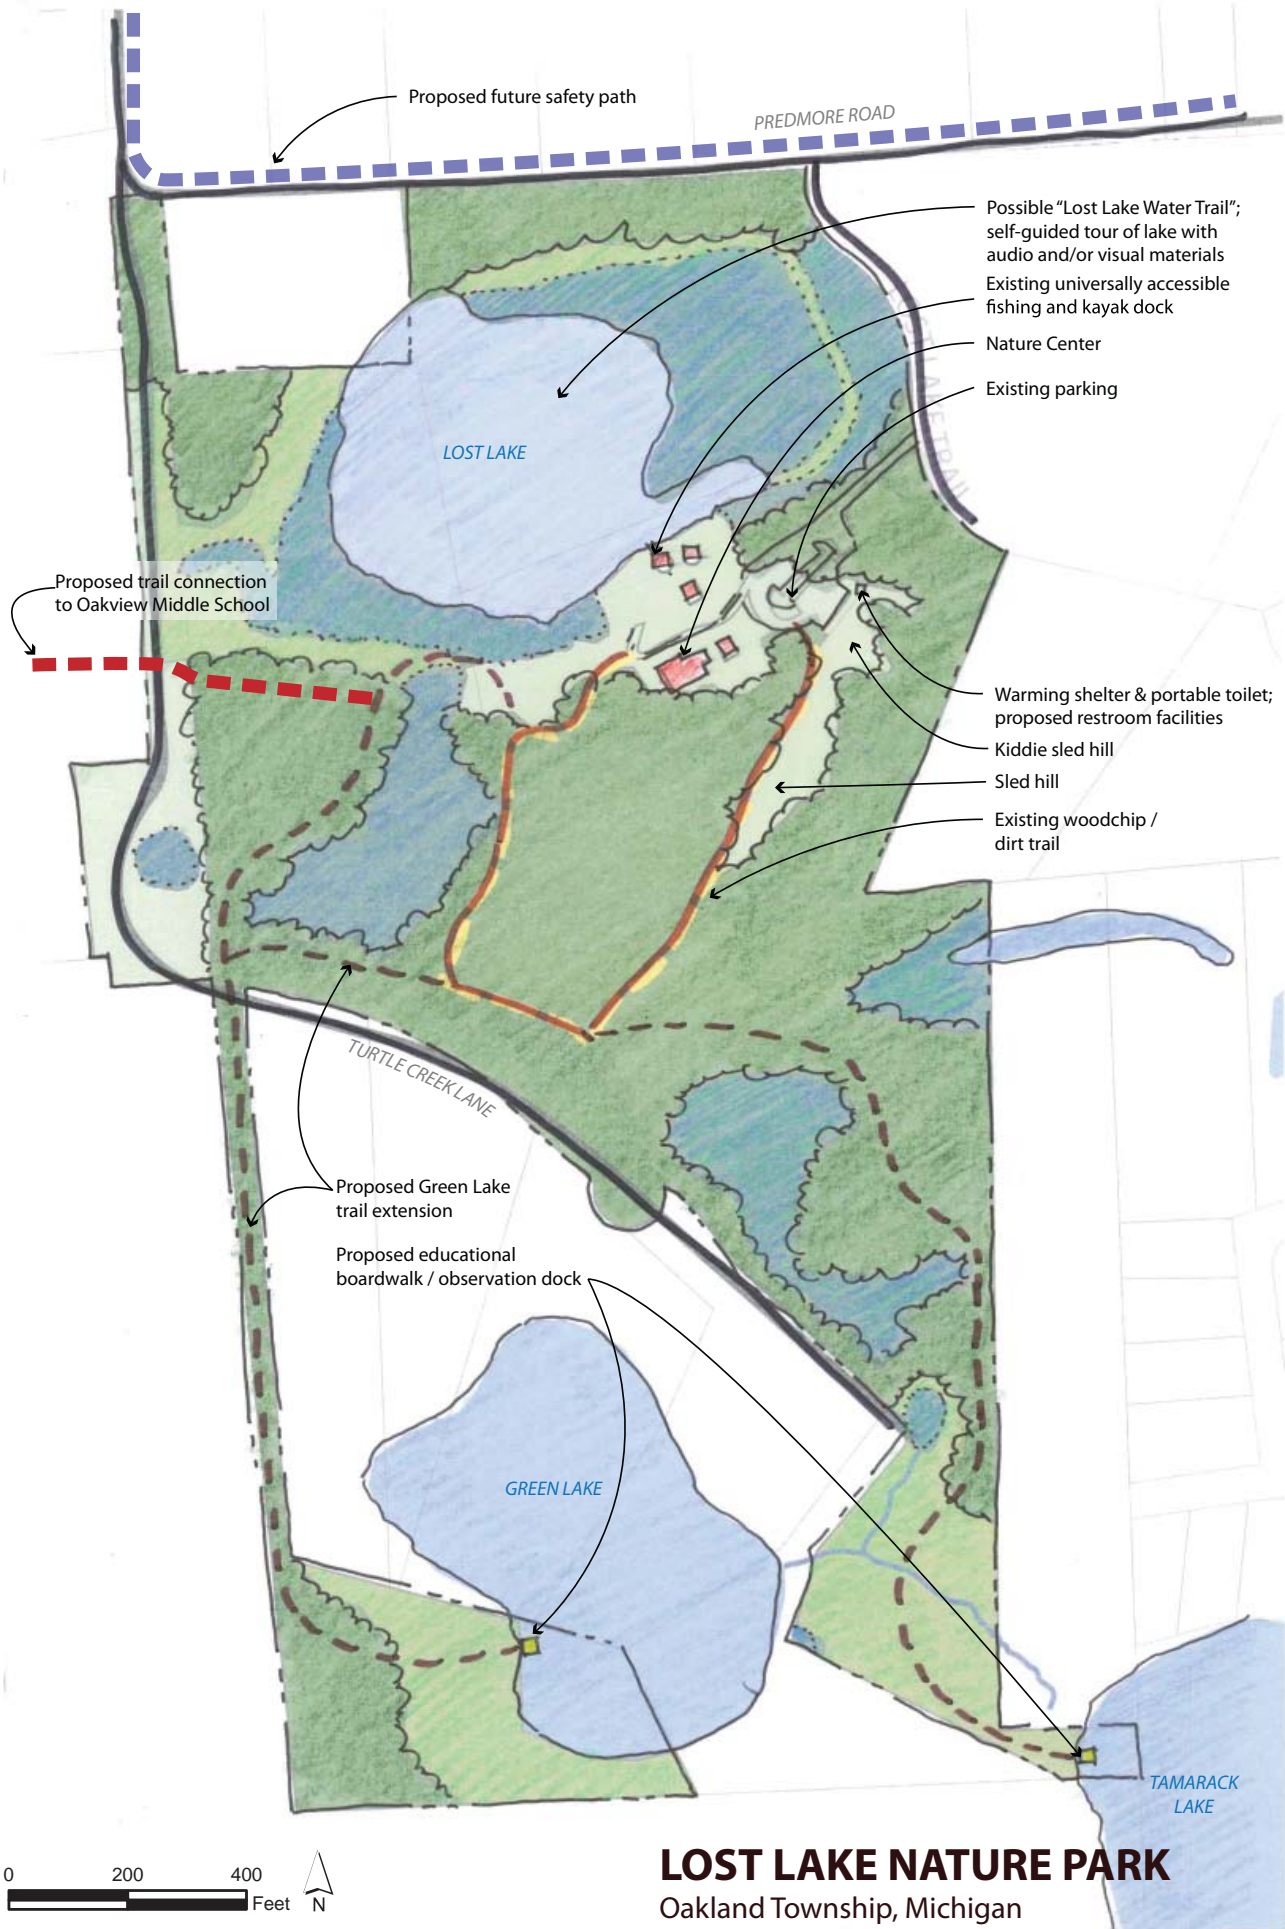 Proposed future safety path
PREDMORE ROAD
Possible “Lost Lake Water Trail”;
self-guided tour of lake with
audio and/or visual materials
Existing universally accessible
fishing and kayak dock
Nature Center
Existing parking
LOST LAKE TRAIL
LOST LAKE
Proposed trail connection
to Oakview Middle School
Warming shelter & portable toilet;
proposed restroom facilities
Kiddie sled hill
Sled hill
Existing woodchip /
dirt trail
TURTLE CREEK LANE
Proposed Green Lake
trail extension
Proposed educational
boardwalk / observation dock
GREEN LAKE
TAMARACK
LAKE
0 200 400
Feet
N
LOST LAKE NATURE PARK
Oakland Township, Michigan